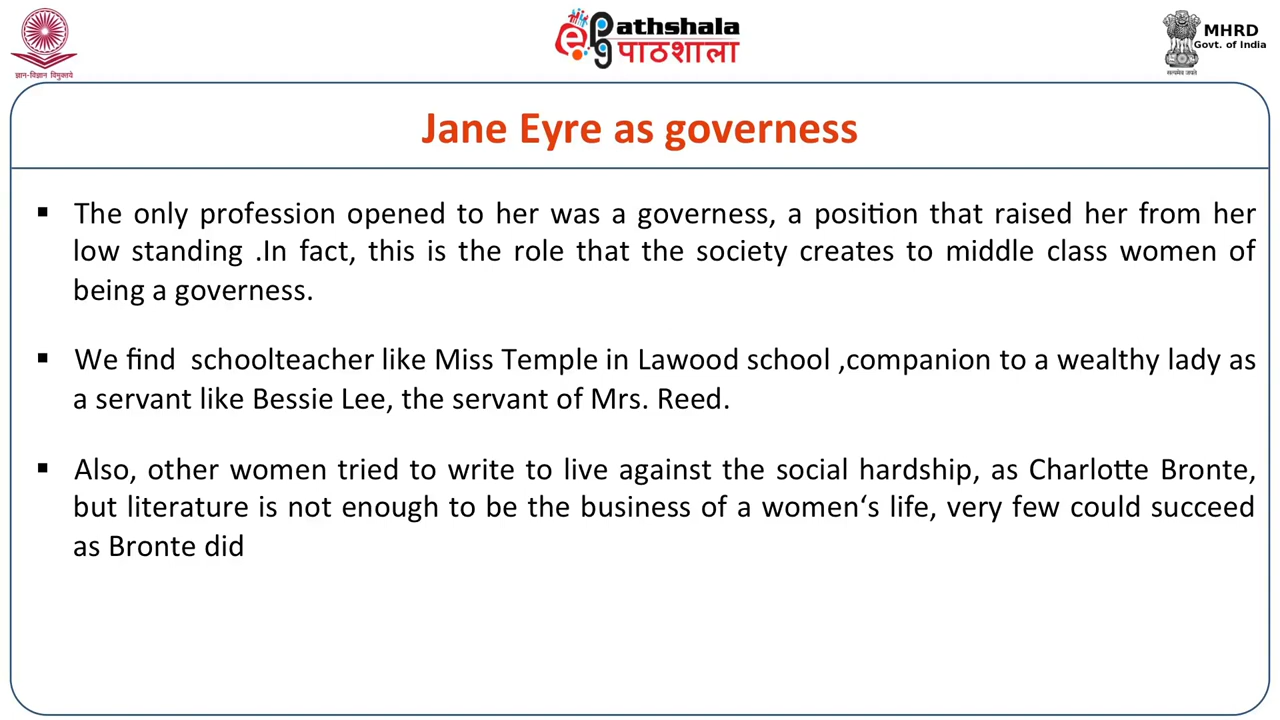 ज्ञान-विज्ञान विमुक्तये
e PG Pathshala
पाठशाला
MHRD
Govt. of India
सत्यमेव जयते
Jane Eyre as governess
▪ The only profession opened to her was a governess, a position that raised her from her
low standing .In fact, this is the role that the society creates to middle class women of
being a governess.
▪ We find  schoolteacher like Miss Temple in Lawood school ,companion to a wealthy lady as
a servant like Bessie Lee, the servant of Mrs. Reed.
▪ Also, other women tried to write to live against the social hardship, as Charlotte Bronte,
but literature is not enough to be the business of a women‘s life, very few could succeed
as Bronte did